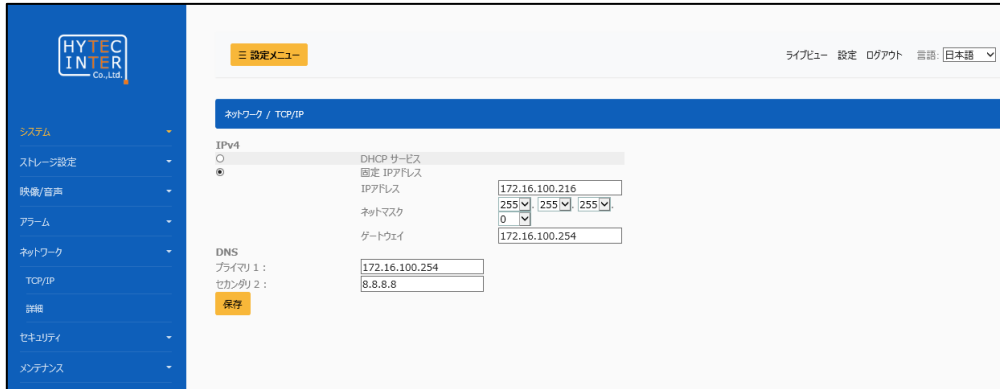 HYTEC
INTER
Co.,Ltd.
☰ 設定メニュー
ライブビュー 設定 ログアウト 言語: 日本語
システム
ストレージ設定
映像/音声
アラーム
ネットワーク
TCP/IP
詳細
セキュリティ
メンテナンス
ネットワーク / TCP/IP
IPv4
DHCP サービス
固定 IPアドレス
IPアドレス 172.16.100.216
ネットマスク 255. 255. 255.
0
ゲートウェイ 172.16.100.254
DNS
プライマリ 1： 172.16.100.254
セカンダリ 2： 8.8.8.8
保存